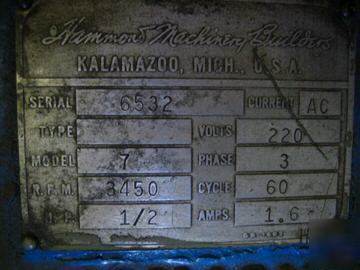 Hammond Machinery Builders
KALAMAZOO, MICH., U.S.A.
SERIAL 6532 CURRENT AC
TYPE VOLTS 220
MODEL 7 PHASE 3
R.P.M. 3450 CYCLE 60
H.P. 1/2 AMPS. 1.6